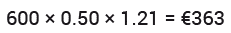 600 × 0.50 × 1.21 = €363